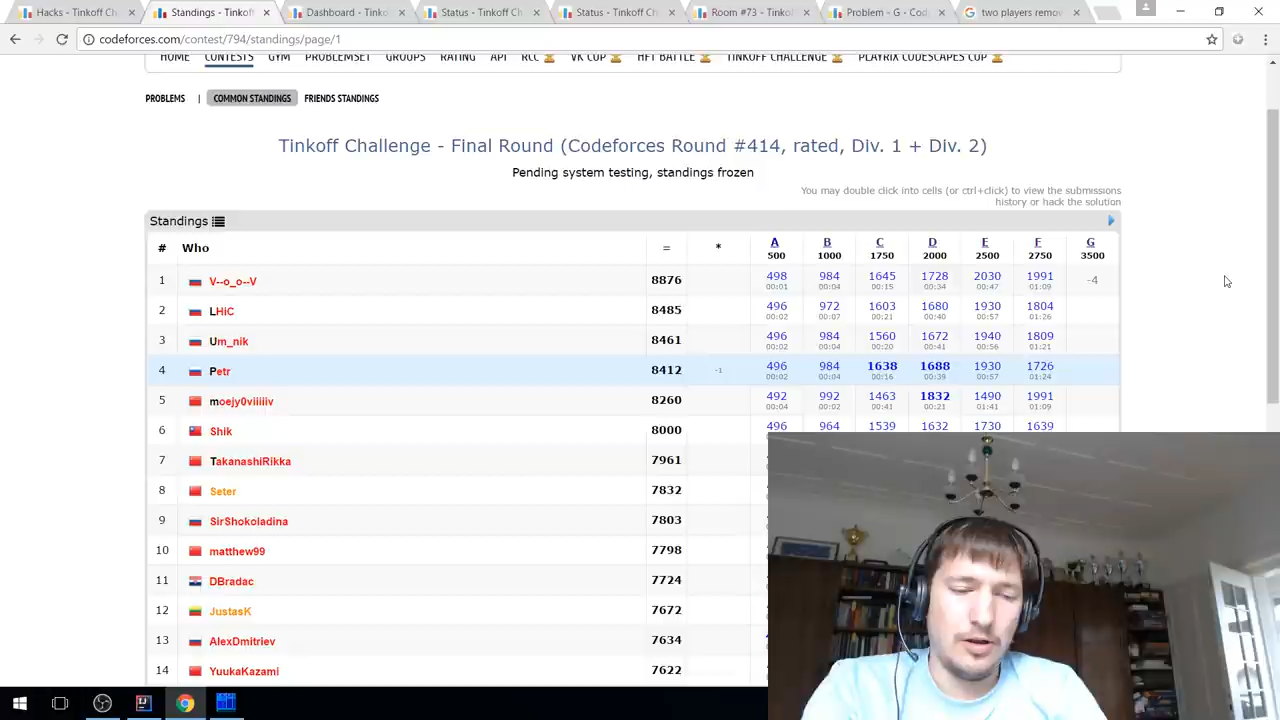 Hacks - Tinko
Standings - Tinkof
Dashboard - Tinko
Status - Tinkoff Ch
Status - Tinkoff Ch
Room #73 - Tinkof
Problem - G - Cod
two players remo
codeforces.com/contest/794/standings/page/1
HOME CONTESTS GYM PROBLEMSET GROUPS RATING API RCC VK CUP HFT BATTLE TINKOFF CHALLENGE PLAYRIX CODESCAPES CUP
PROBLEMS | COMMON STANDINGS FRIENDS STANDINGS
Tinkoff Challenge - Final Round (Codeforces Round #414, rated, Div. 1 + Div. 2)
Pending system testing, standings frozen
You may double click into cells (or ctrl+click) to view the submissions
history or hack the solution
Standings
# Who = * A B C D E F G
500 1000 1750 2000 2500 2750 3500
1 V--o_o--V 8876 498 984 1645 1728 2030 1991 -4
00:01 00:04 00:15 00:34 00:47 01:09
2 LHiC 8485 496 972 1603 1680 1930 1804
00:02 00:07 00:21 00:40 00:57 01:26
3 Um_nik 8461 496 984 1560 1672 1940 1809
00:02 00:04 00:20 00:41 00:56 01:21
4 Petr 8412 -1 496 984 1638 1688 1930 1726
00:02 00:04 00:16 00:39 00:57 01:24
5 moejy0viiiiiv 8260 492 992 1463 1832 1490 1991
00:04 00:02 00:41 00:21 01:41 01:09
6 Shik 8000 496 964 1539 1632 1730 1639
7 TakanashiRikka 7961
8 Seter 7832
9 SirShokoladina 7803
10 matthew99 7798
11 DBradac 7724
12 JustasK 7672
13 AlexDmitriev 7634
14 YuukaKazami 7622